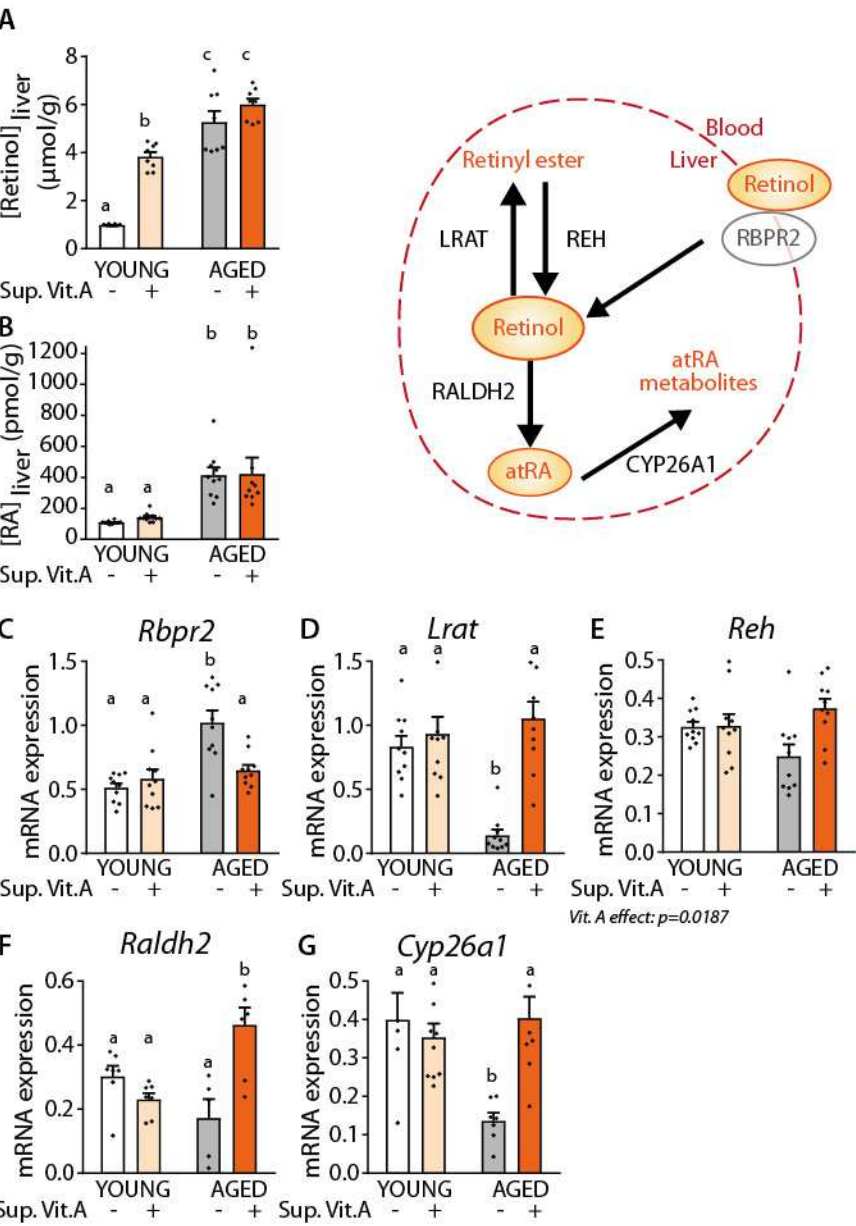 A
[Retinol] liver
(µmol/g)
8
6
4
2
0
a
b
c
c
YOUNG
AGED
Sup. Vit.A - + - +
B
[RA] liver (pmol/g)
1200
1000
800
600
400
200
0
a
a
b
b
YOUNG
AGED
Sup. Vit.A - + - +
Blood
Liver
Retinol
RBPR2
Retinyl ester
LRAT
REH
Retinol
RALDH2
atRA
metabolites
atRA
CYP26A1
C
Rbpr2
mRNA expression
1.5
1.0
0.5
0.0
a
a
b
a
YOUNG
AGED
Sup. Vit.A - + - +
D
Lrat
mRNA expression
1.5
1.0
0.5
0.0
a
a
b
a
YOUNG
AGED
Sup. Vit.A - + - +
E
Reh
mRNA expression
0.5
0.4
0.3
0.2
0.1
0.0
YOUNG
AGED
Sup. Vit.A - + - +
Vit. A effect: p=0.0187
F
Raldh2
mRNA expression
0.6
0.4
0.2
0.0
a
a
a
b
YOUNG
AGED
Sup. Vit.A - + - +
G
Cyp26a1
mRNA expression
0.5
0.4
0.3
0.2
0.1
0.0
a
a
b
a
YOUNG
AGED
Sup. Vit.A - + - +